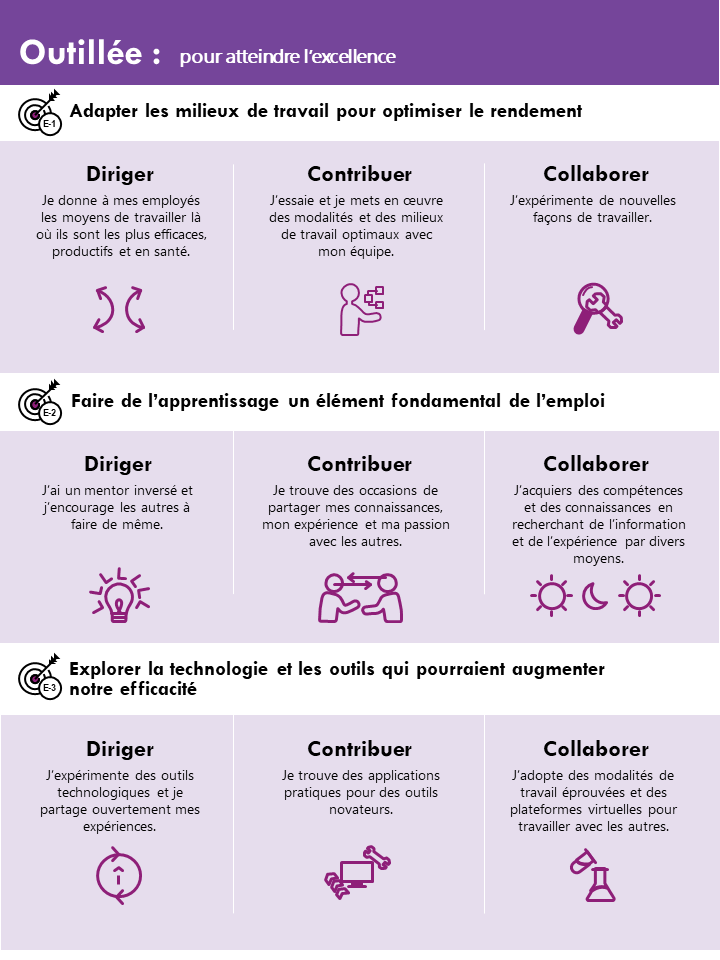 Outillée : pour atteindre l'excellence
E-1
Adapter les milieux de travail pour optimiser le rendement
Diriger
Je donne à mes employés
les moyens de travailler là
où ils sont les plus efficaces,
productifs et en santé.
Contribuer
J'essaie et je mets en œuvre
des modalités et des milieux
de travail optimaux avec
mon équipe.
Collaborer
J'expérimente de nouvelles
façons de travailler.
E-2
Faire de l'apprentissage un élément fondamental de l'emploi
Diriger
J'ai un mentor inversé et
j'encourage les autres à
faire de même.
Contribuer
Je trouve des occasions de
partager mes connaissances,
mon expérience et ma passion
avec les autres.
Collaborer
J'acquiers des compétences
et des connaissances en
recherchant de l'information
et de l'expérience par divers
moyens.
E-3
Explorer la technologie et les outils qui pourraient augmenter
notre efficacité
Diriger
J'expérimente des outils
technologiques et je
partage ouvertement mes
expériences.
Contribuer
Je trouve des applications
pratiques pour des outils
novateurs.
Collaborer
J'adopte des modalités de
travail éprouvées et des
plateformes virtuelles pour
travailler avec les autres.